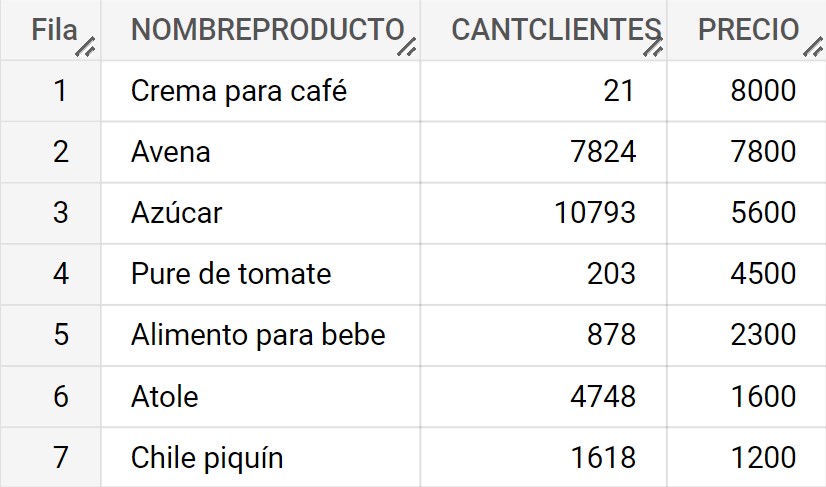 Fila NOMBREPRODUCTO CANTCLIENTES PRECIO
1 Crema para café 21 8000
2 Avena 7824 7800
3 Azúcar 10793 5600
4 Pure de tomate 203 4500
5 Alimento para bebe 878 2300
6 Atole 4748 1600
7 Chile piquín 1618 1200